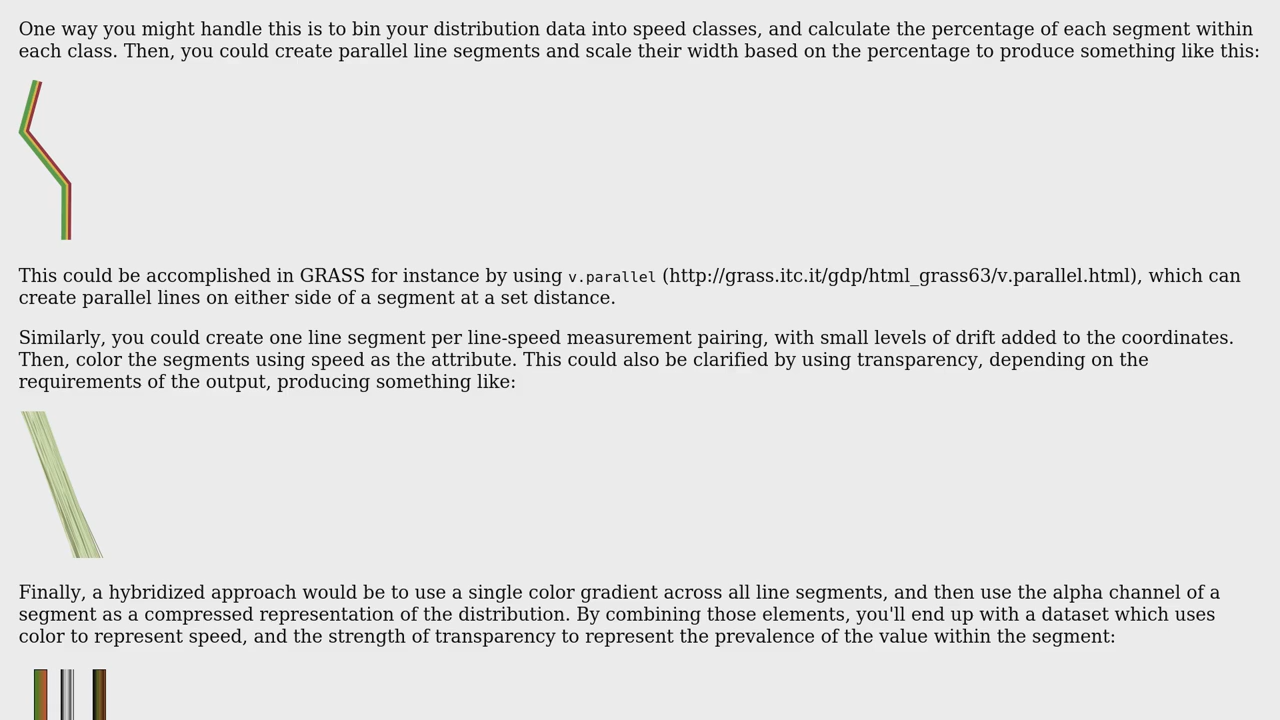 One way you might handle this is to bin your distribution data into speed classes, and calculate the percentage of each segment within
each class. Then, you could create parallel line segments and scale their width based on the percentage to produce something like this:
This could be accomplished in GRASS for instance by using v.parallel (http://grass.itc.it/gdp/html_grass63/v.parallel.html), which can
create parallel lines on either side of a segment at a set distance.
Similarly, you could create one line segment per line-speed measurement pairing, with small levels of drift added to the coordinates.
Then, color the segments using speed as the attribute. This could also be clarified by using transparency, depending on the
requirements of the output, producing something like:
Finally, a hybridized approach would be to use a single color gradient across all line segments, and then use the alpha channel of a
segment as a compressed representation of the distribution. By combining those elements, you'll end up with a dataset which uses
color to represent speed, and the strength of transparency to represent the prevalence of the value within the segment: